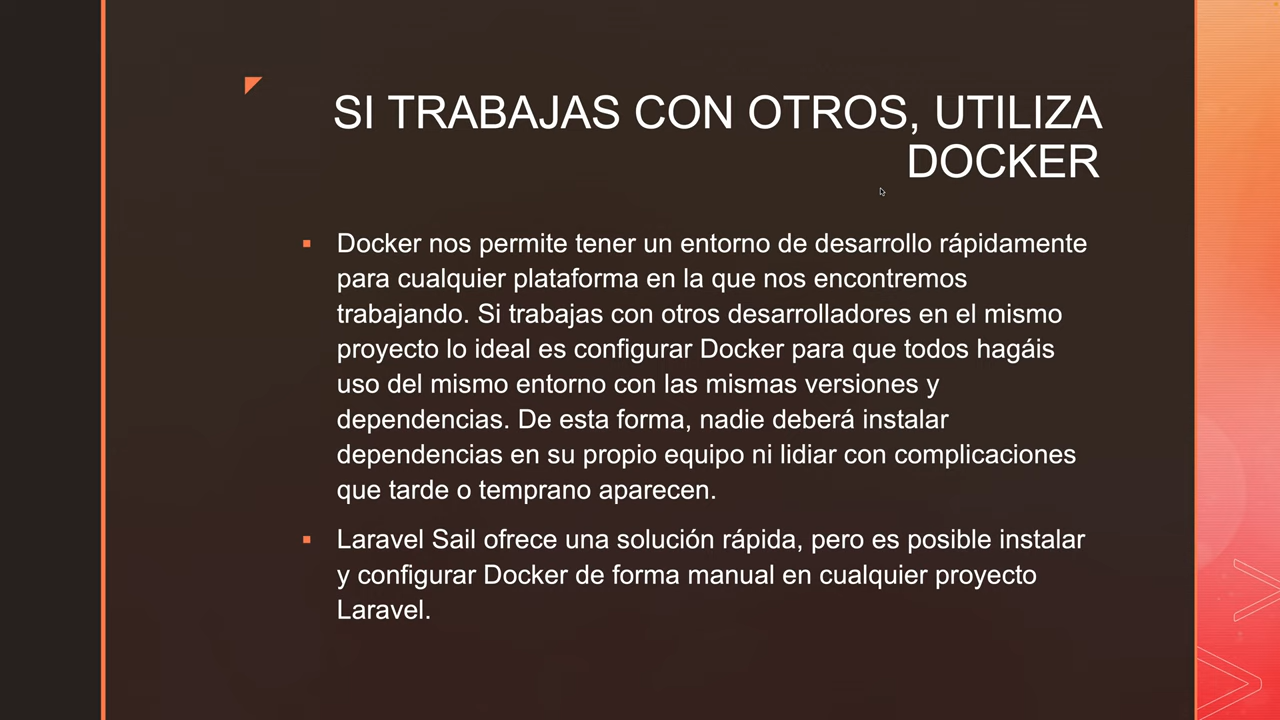 SI TRABAJAS CON OTROS, UTILIZA
DOCKER
Docker nos permite tener un entorno de desarrollo rápidamente
para cualquier plataforma en la que nos encontremos
trabajando. Si trabajas con otros desarrolladores en el mismo
proyecto lo ideal es configurar Docker para que todos hagáis
uso del mismo entorno con las mismas versiones y
dependencias. De esta forma, nadie deberá instalar
dependencias en su propio equipo ni lidiar con complicaciones
que tarde o temprano aparecen.
Laravel Sail ofrece una solución rápida, pero es posible instalar
y configurar Docker de forma manual en cualquier proyecto
Laravel.